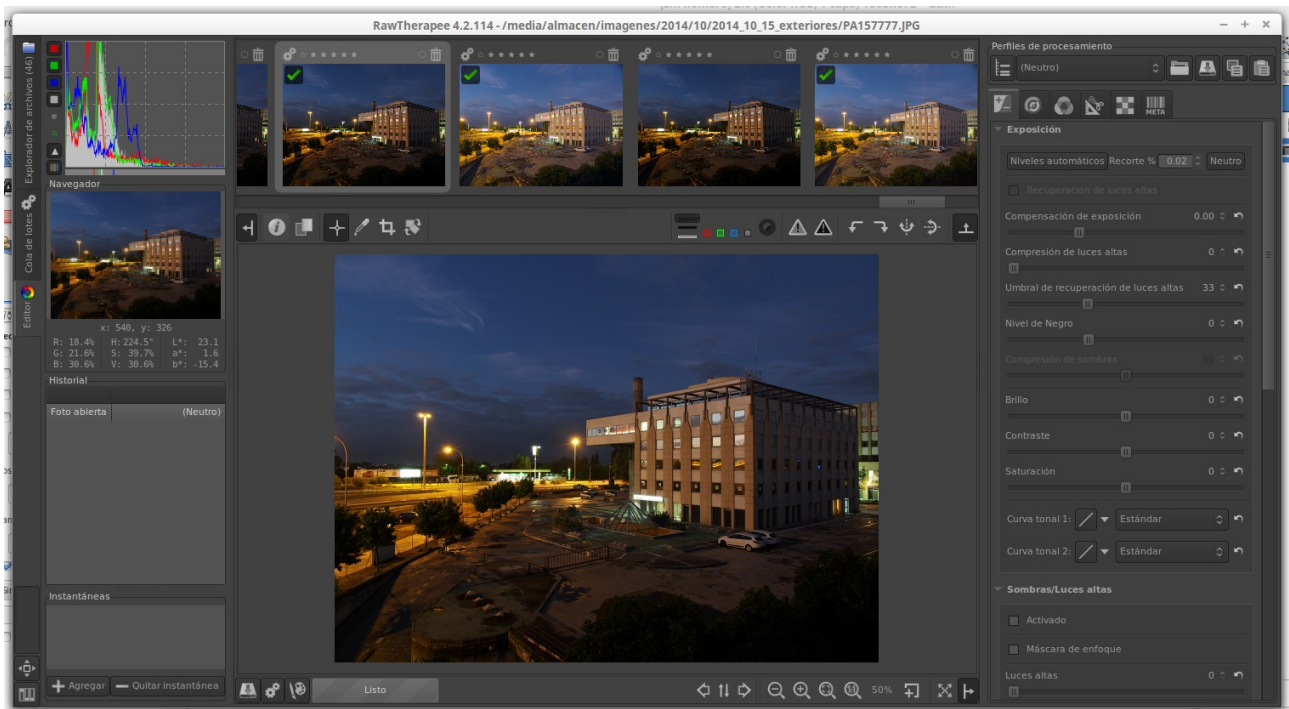 RawTherapee 4.2.114 - /media/almacen/imagenes/2014/10/2014_10_15_exteriores/PA157777.JPG
Explorador de archivos (46)
Cola de lotes
Editor
Navegador
x: 540, y: 326
R: 18.4% H: 224.5° L*: 23.1
G: 21.6% S: 39.7% a*: 1.6
B: 30.6% V: 30.6% b*: -15.4
Historial
Foto abierta (Neutro)
Instantáneas
Agregar Quitar instantánea
Listo
50%
Perfiles de procesamiento
(Neutro)
META
Exposición
Niveles automáticos Recorte % 0.02 Neutro
Recuperación de luces altas
Compensación de exposición 0.00
Compresión de luces altas 0
Umbral de recuperación de luces altas 33
Nivel de Negro 0
Compresión de sombras 50
Brillo 0
Contraste 0
Saturación 0
Curva tonal 1: Estándar
Curva tonal 2: Estándar
Sombras/Luces altas
Activado
Máscara de enfoque
Luces altas 0